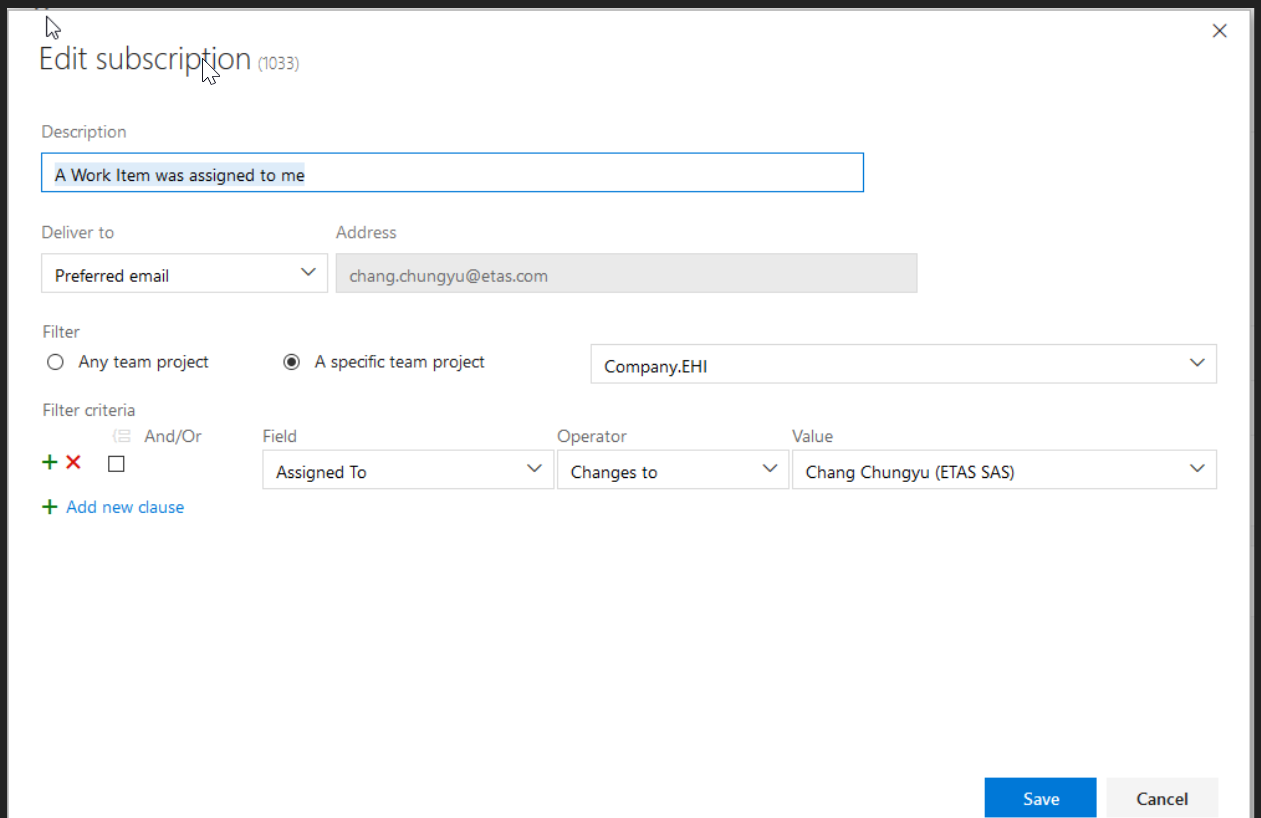 Edit subscription (1033)
Description
A Work Item was assigned to me
Deliver to Address
Preferred email chang.chungyu@etas.com
Filter
Any team project A specific team project Company.EHI
Filter criteria
And/Or Field Operator Value
Assigned To Changes to Chang Chungyu (ETAS SAS)
Add new clause
Save Cancel